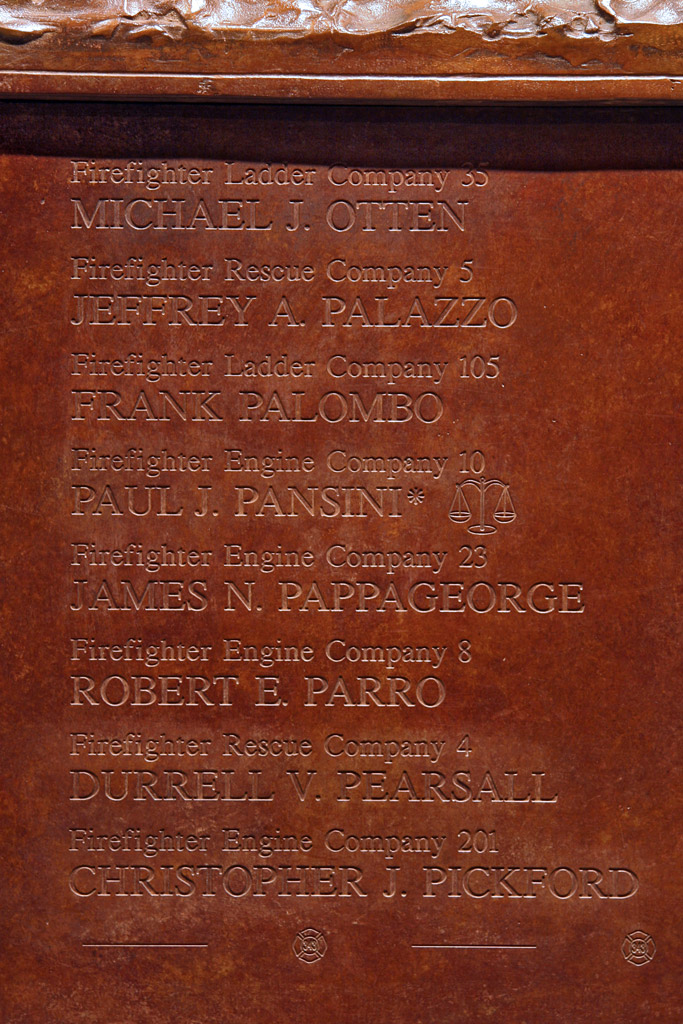 Firefighter Ladder Company 35
MICHAEL J. OTTEN
Firefighter Rescue Company 5
JEFFREY A. PALAZZO
Firefighter Ladder Company 105
FRANK PALOMBO
Firefighter Engine Company 10
PAUL J. PANSINI*
Firefighter Engine Company 23
JAMES N. PAPPAGEORGE
Firefighter Engine Company 8
ROBERT E. PARRO
Firefighter Rescue Company 4
DURRELL V. PEARSALL
Firefighter Engine Company 201
CHRISTOPHER J. PICKFORD
343 343